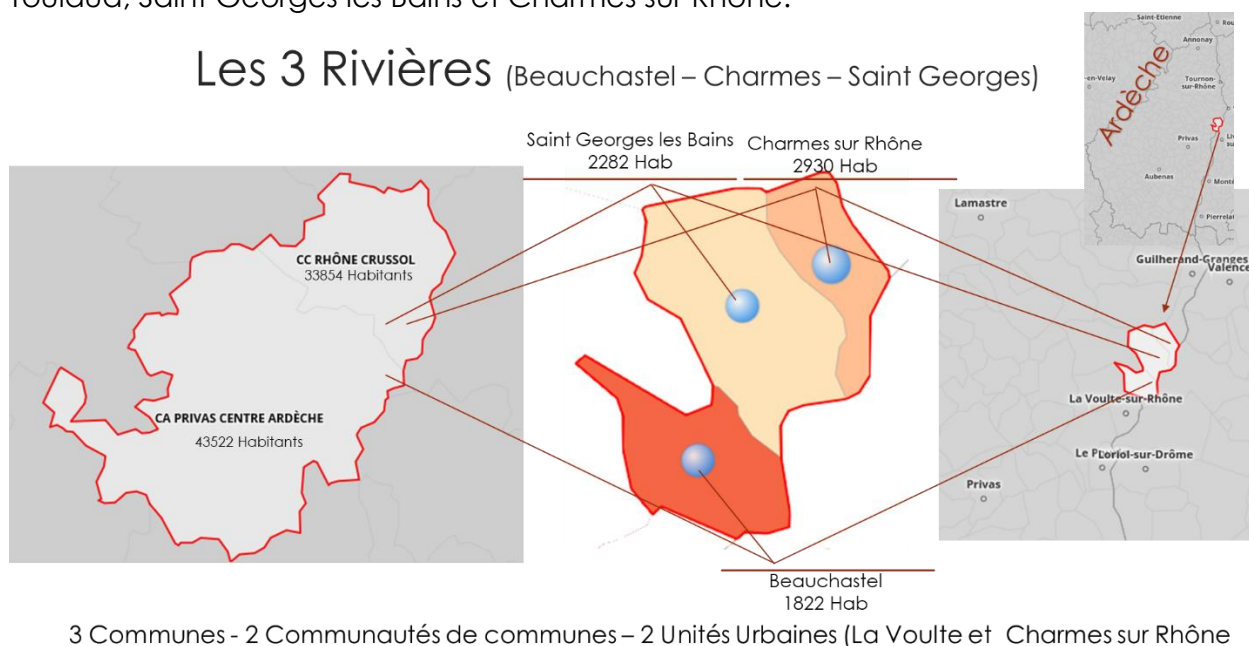 Toulaud, Saint Georges les Bains et Charmes sur Rhône.
Les 3 Rivières (Beauchastel – Charmes – Saint Georges)
Saint Georges les Bains
2282 Hab
Charmes sur Rhône
2930 Hab
CC RHÔNE CRUSSOL
33854 Habitants
CA PRIVAS CENTRE ARDÈCHE
43522 Habitants
Beauchastel
1822 Hab
Saint-Etienne
Annonay
en-Velay
Tournon-
sur-Rhône
Ardèche
Privas
Aubenas
Pierrelat
Lamastre
Guilherand-Granges
Valence
La Voulte-sur-Rhône
Loriol-sur-Drôme
Privas
3 Communes - 2 Communautés de communes – 2 Unités Urbaines (La Voulte et Charmes sur Rhône